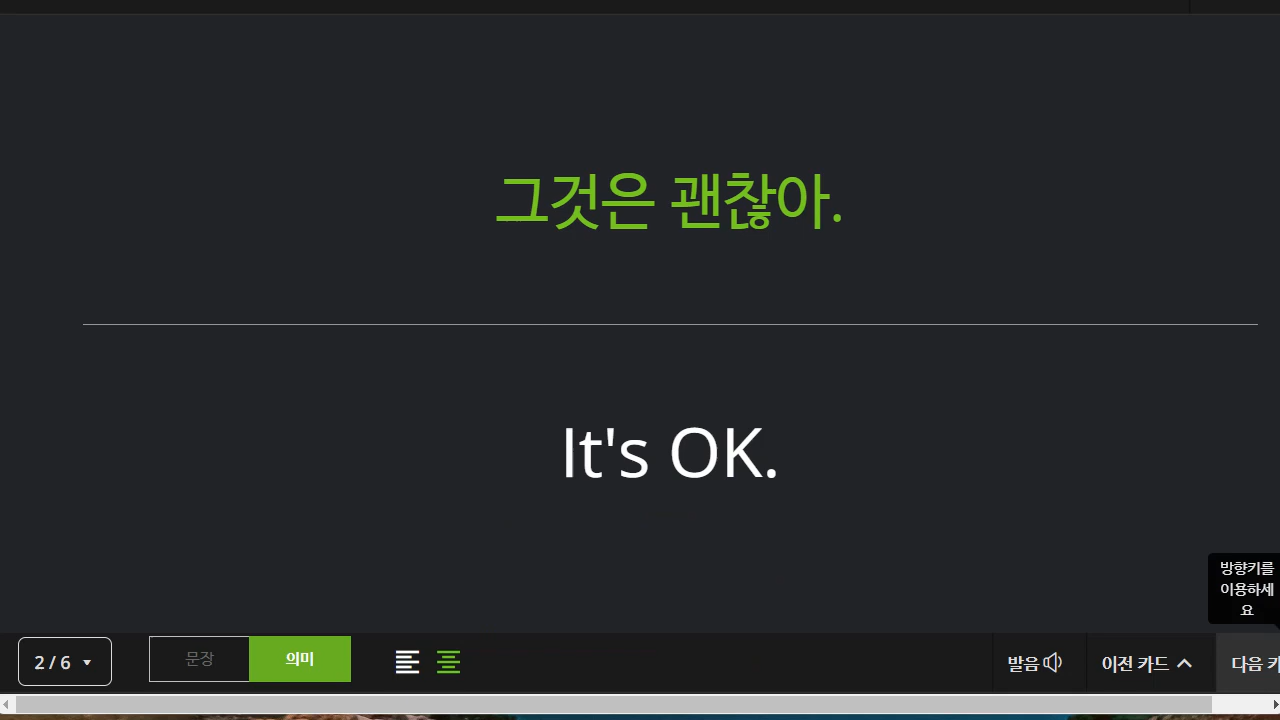 그것은 괜찮아.
It's OK.
방향키를
이용하세
요
2 / 6
문장
의미
발음
이전 카드
다음